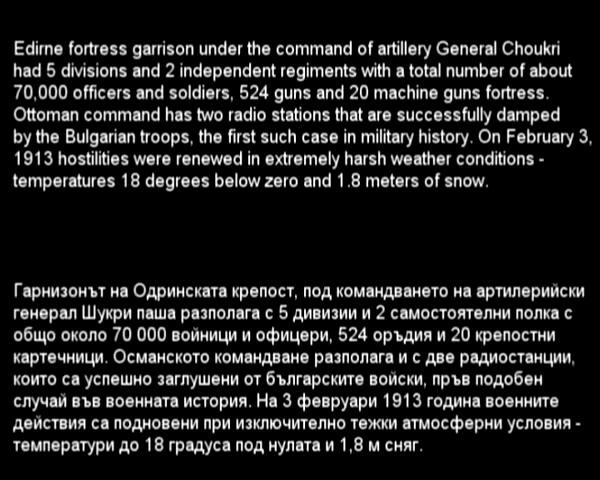 Edirne fortress garrison under the command of artillery General Choukri
had 5 divisions and 2 independent regiments with a total number of about
70,000 officers and soldiers, 524 guns and 20 machine guns fortress.
Ottoman command has two radio stations that are successfully damped
by the Bulgarian troops, the first such case in military history. On February 3,
1913 hostilities were renewed in extremely harsh weather conditions -
temperatures 18 degrees below zero and 1.8 meters of snow.
Гарнизонът на Одринската крепост, под командването на артилерийски
генерал Шукри паша разполага с 5 дивизии и 2 самостоятелни полка с
общо около 70 000 войници и офицери, 524 оръдия и 20 крепостни
картечници. Османското командване разполага и с две радиостанции,
които са успешно заглушени от българските войски, пръв подобен
случай във военната история. На 3 февруари 1913 година военните
действия са подновени при изключително тежки атмосферни условия -
температури до 18 градуса под нулата и 1,8 м сняг.